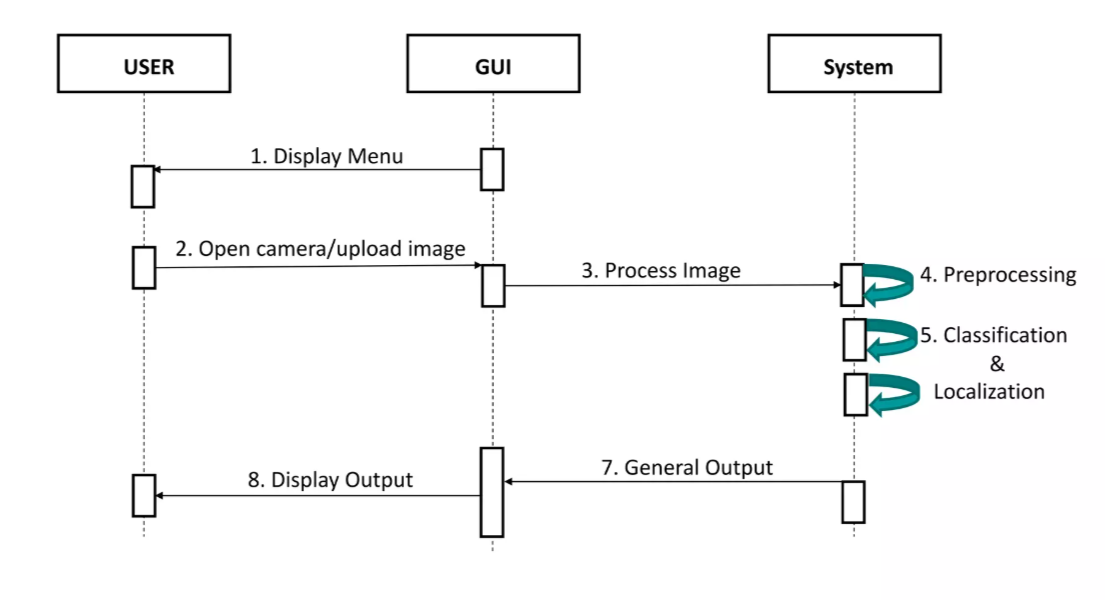 USER
GUI
System
1. Display Menu
2. Open camera/upload image
3. Process Image
4. Preprocessing
5. Classification
&
Localization
7. General Output
8. Display Output